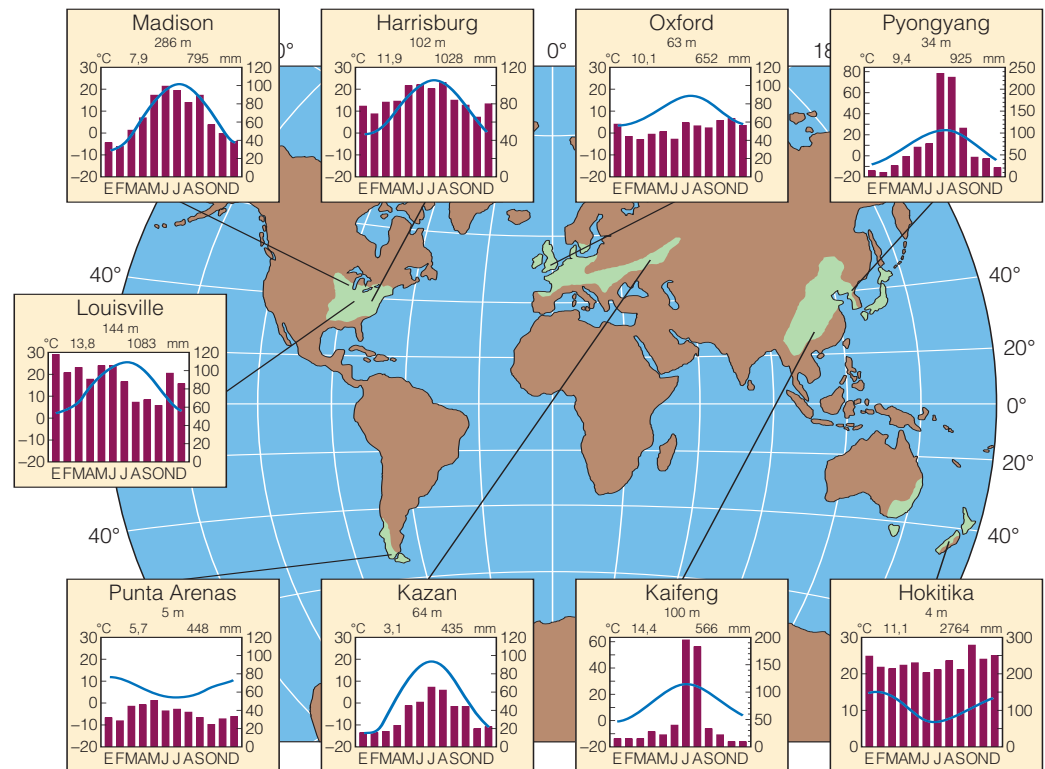 Madison
286 m
°C 7,9 795 mm
30 120
20 100
10 80
0 60
−10 40
20
−20 0
EFMAMJ J ASOND
Harrisburg
102 m
°C 11,9 1028 mm
30 120
20 100
10 80
0 60
−10 40
20
−20 0
EFMAMJ J ASOND
Oxford
63 m
°C 10,1 652 mm
30 120
20 100
10 80
0 60
−10 40
20
−20 0
EFMAMJ J ASOND
Pyongyang
34 m
°C 9,4 925 mm
80 250
60 200
40 150
20 100
0 50
−20 0
EFMAMJ J ASOND
0°
0°
18
40°
40°
Louisville
144 m
°C 13,8 1083 mm
30 120
20 100
10 80
0 60
−10 40
20
−20 0
EFMAMJ J ASOND
20°
0°
20°
40°
40°
Punta Arenas
5 m
°C 5,7 448 mm
30 120
20 100
10 80
0 60
−10 40
20
−20 0
EFMAMJ J ASOND
Kazan
64 m
°C 3,1 435 mm
30 120
20 100
10 80
0 60
−10 40
20
−20 0
EFMAMJ J ASOND
Kaifeng
100 m
°C 14,4 566 mm
60 200
40 150
20 100
0 50
−20 0
EFMAMJ J ASOND
Hokitika
4 m
°C 11,1 2764 mm
30 300
20 200
10 100
0 0
EFMAMJ J ASOND